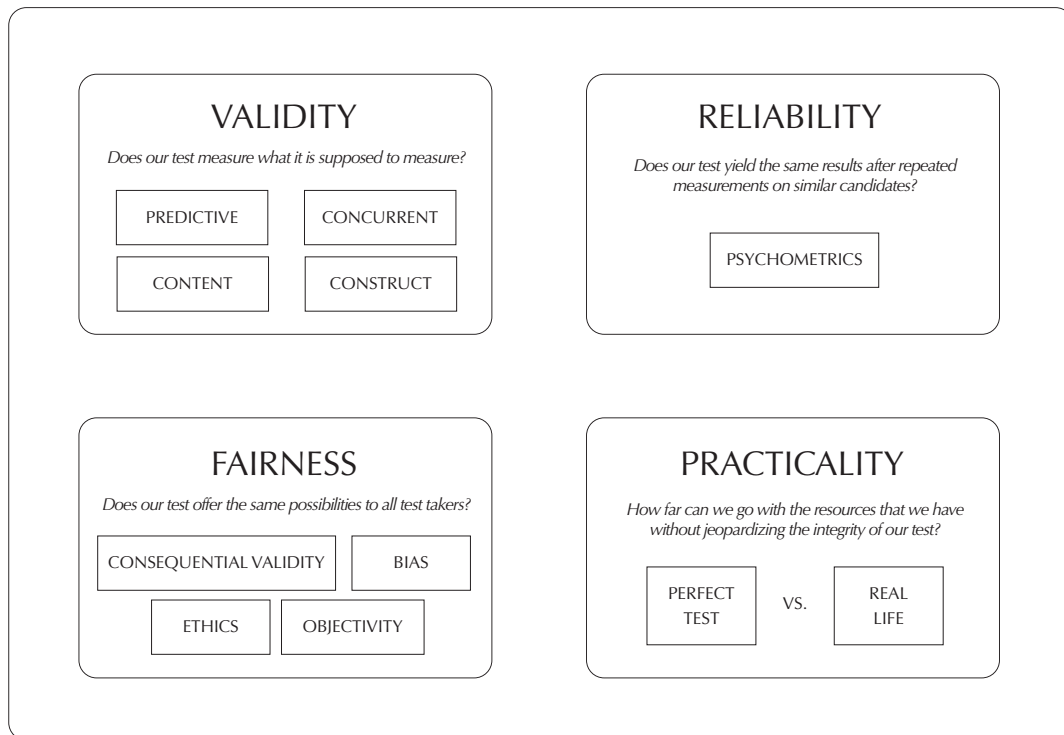 VALIDITY
Does our test measure what it is supposed to measure?
PREDICTIVE
CONCURRENT
CONTENT
CONSTRUCT
RELIABILITY
Does our test yield the same results after repeated
measurements on similar candidates?
PSYCHOMETRICS
FAIRNESS
Does our test offer the same possibilities to all test takers?
CONSEQUENTIAL VALIDITY
BIAS
ETHICS
OBJECTIVITY
PRACTICALITY
How far can we go with the resources that we have
without jeopardizing the integrity of our test?
PERFECT
TEST
VS.
REAL
LIFE